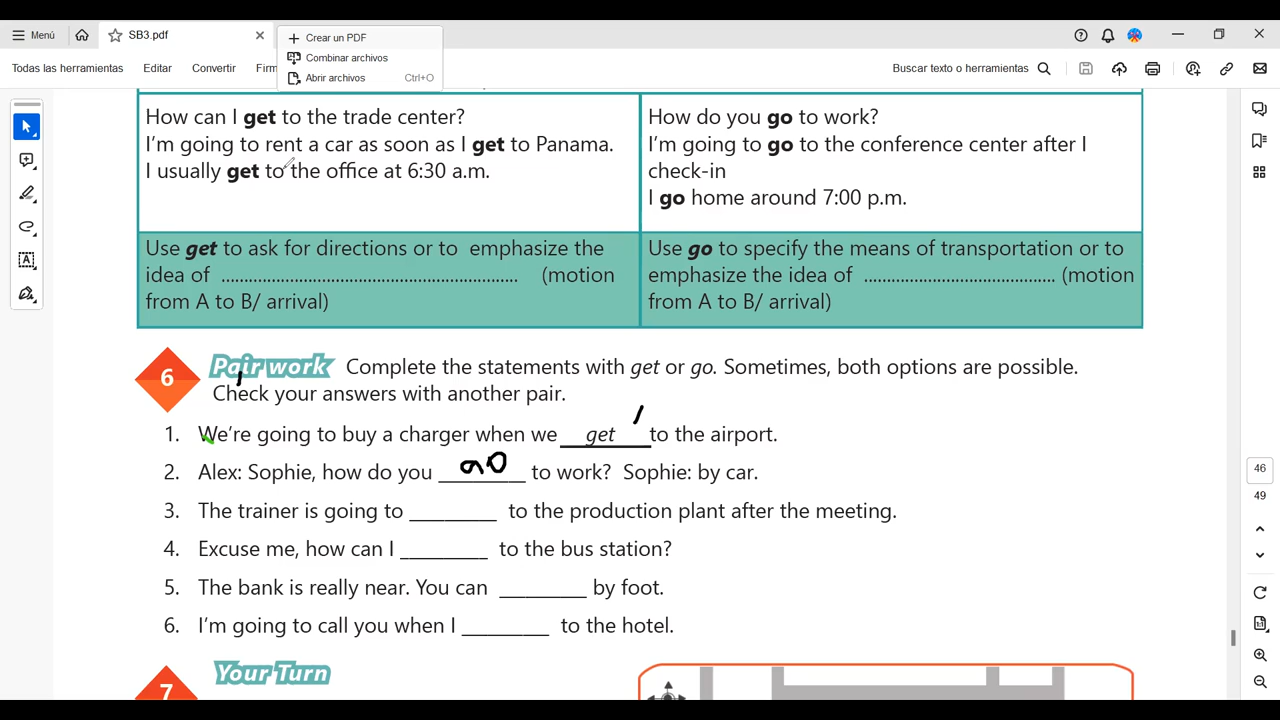 Menú
SB3.pdf
Crear un PDF
Combinar archivos
Abrir archivos Ctrl+O
Todas las herramientas Editar Convertir Firm
Buscar texto o herramientas
How can I get to the trade center?
I'm going to rent a car as soon as I get to Panama.
I usually get to the office at 6:30 a.m.
How do you go to work?
I'm going to go to the conference center after I
check-in
I go home around 7:00 p.m.
Use get to ask for directions or to emphasize the
idea of ...................................................... (motion
from A to B/ arrival)
Use go to specify the means of transportation or to
emphasize the idea of ................................... (motion
from A to B/ arrival)
6 Pair work Complete the statements with get or go. Sometimes, both options are possible.
Check your answers with another pair.
1. We're going to buy a charger when we ___get___ to the airport.
2. Alex: Sophie, how do you ________ to work? Sophie: by car.
3. The trainer is going to ________ to the production plant after the meeting.
4. Excuse me, how can I ________ to the bus station?
5. The bank is really near. You can ________ by foot.
6. I'm going to call you when I ________ to the hotel.
7 Your Turn
46
49